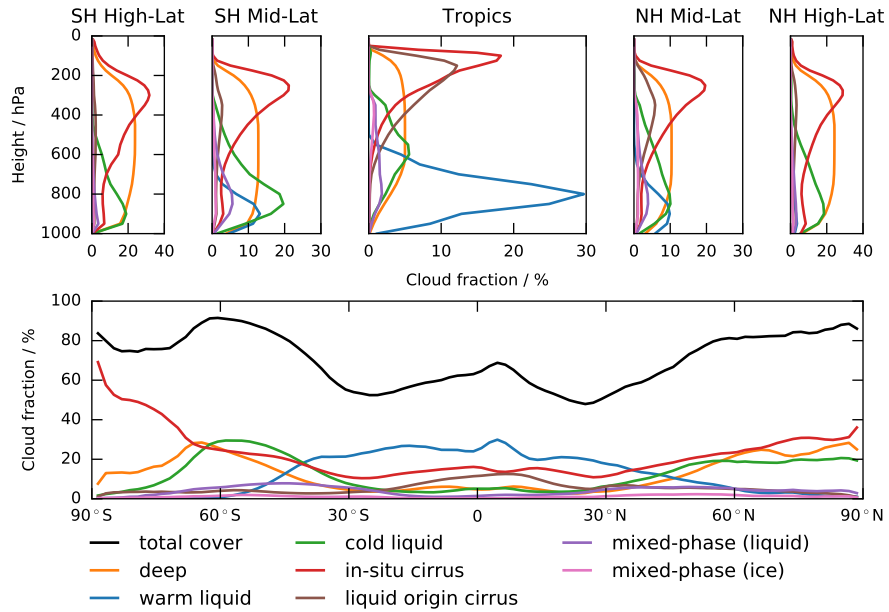 SH High-Lat SH Mid-Lat Tropics NH Mid-Lat NH High-Lat
0
200
400
600
800
1000
Height / hPa
0 20 40 0 10 20 30 0 10 20 30 0 10 20 30 0 20 40
Cloud fraction / %
100
80
60
40
20
0
Cloud fraction / %
90°S 60°S 30°S 0 30°N 60°N 90°N
total cover cold liquid mixed-phase (liquid)
deep in-situ cirrus mixed-phase (ice)
warm liquid liquid origin cirrus